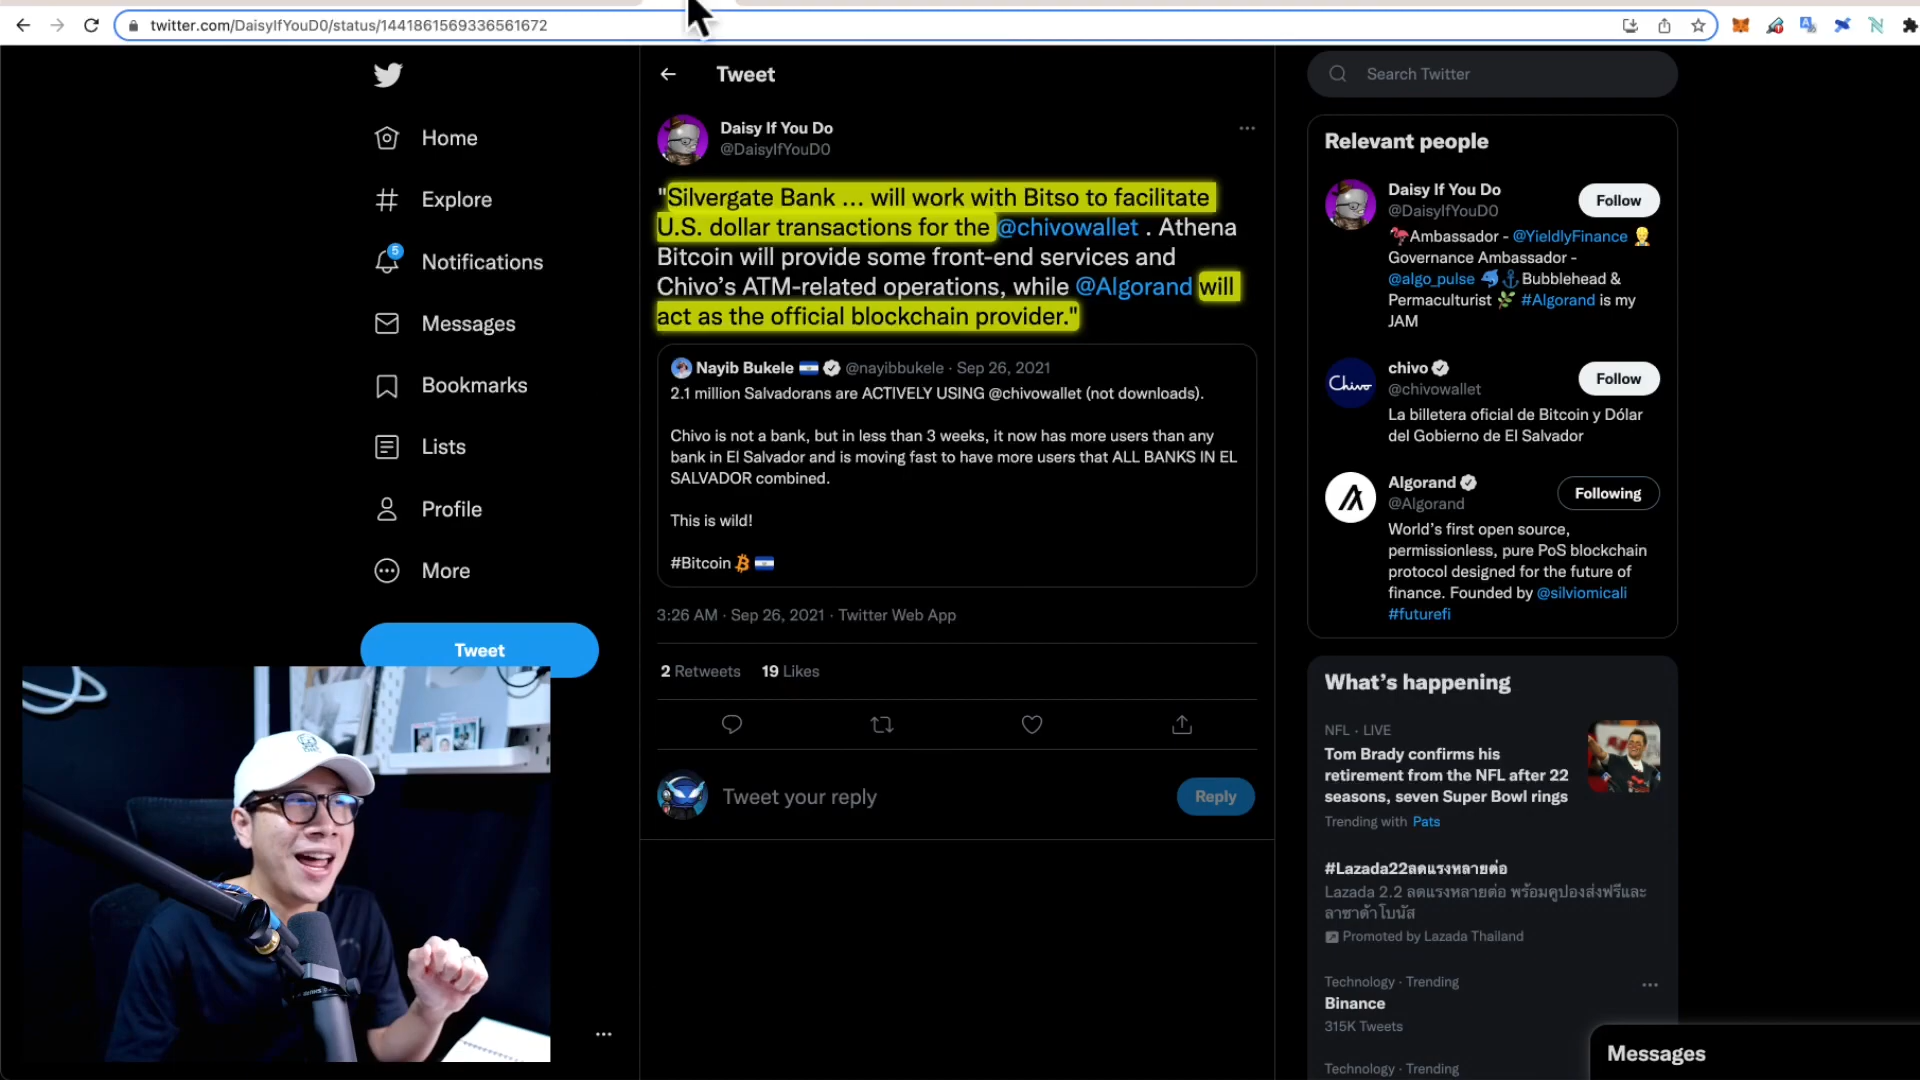 twitter.com/DaisyIfYouD0/status/1441861569336561672
Home
Explore
5
Notifications
Messages
Bookmarks
Lists
Profile
More
Tweet
Tweet
Daisy If You Do
@DaisyIfYouD0
"Silvergate Bank ... will work with Bitso to facilitate
U.S. dollar transactions for the @chivowallet . Athena
Bitcoin will provide some front-end services and
Chivo’s ATM-related operations, while @Algorand will
act as the official blockchain provider."
Nayib Bukele 🇸🇻 @nayibbukele · Sep 26, 2021
2.1 million Salvadorans are ACTIVELY USING @chivowallet (not downloads).
Chivo is not a bank, but in less than 3 weeks, it now has more users than any
bank in El Salvador and is moving fast to have more users that ALL BANKS IN EL
SALVADOR combined.
This is wild!
#Bitcoin 🇸🇻
3:26 AM · Sep 26, 2021 · Twitter Web App
2 Retweets 19 Likes
Tweet your reply
Reply
Search Twitter
Relevant people
Daisy If You Do
@DaisyIfYouD0
Follow
🦩Ambassador - @YieldlyFinance 👷
Governance Ambassador -
@algo_pulse 🐬⚓Bubblehead &
Permaculturist 🌿 #Algorand is my
JAM
Chivo
chivo
@chivowallet
Follow
La billetera oficial de Bitcoin y Dólar
del Gobierno de El Salvador
Algorand
@Algorand
Following
World’s first open source,
permissionless, pure PoS blockchain
protocol designed for the future of
finance. Founded by @silviomicali
#futurefi
What’s happening
NFL · LIVE
Tom Brady confirms his
retirement from the NFL after 22
seasons, seven Super Bowl rings
Trending with Pats
#Lazada22ลดแรงหลายต่อ
Lazada 2.2 ลดแรงหลายต่อ พร้อมคูปองส่งฟรีและ
ลาซาด้าโบนัส
Promoted by Lazada Thailand
Technology · Trending
Binance
315K Tweets
Technology · Trending
Messages